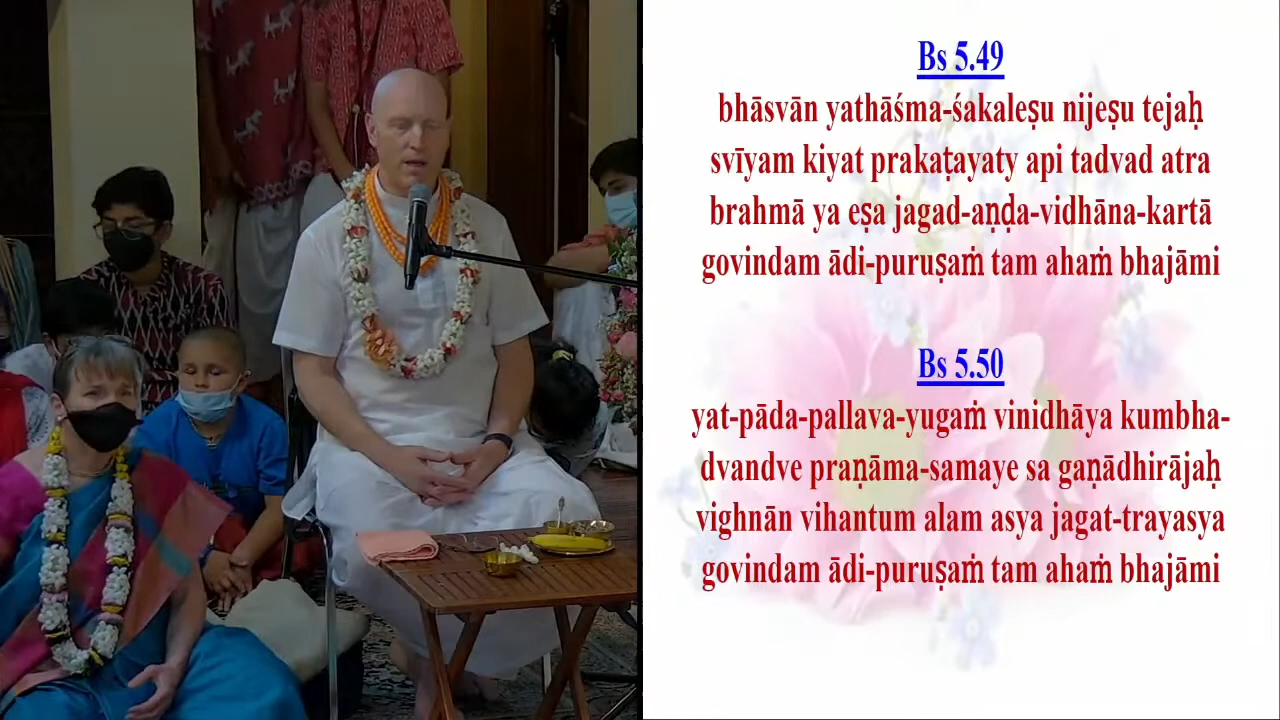 Bs 5.49
bhāsvān yathāśma-śakaleṣu nijeṣu tejaḥ
svīyam kiyat prakaṭayaty api tadvad atra
brahmā ya eṣa jagad-aṇḍa-vidhāna-kartā
govindam ādi-puruṣaṁ tam ahaṁ bhajāmi
Bs 5.50
yat-pāda-pallava-yugaṁ vinidhāya kumbha-
dvandve praṇāma-samaye sa gaṇādhirājaḥ
vighnān vihantum alam asya jagat-trayasya
govindam ādi-puruṣaṁ tam ahaṁ bhajāmi